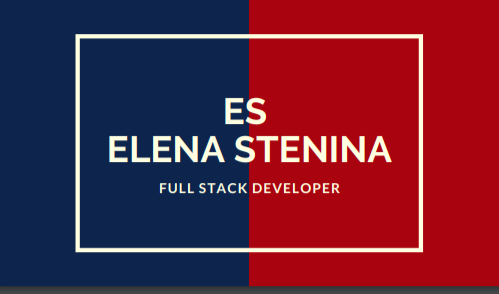 ES
ELENA STENINA
FULL STACK DEVELOPER